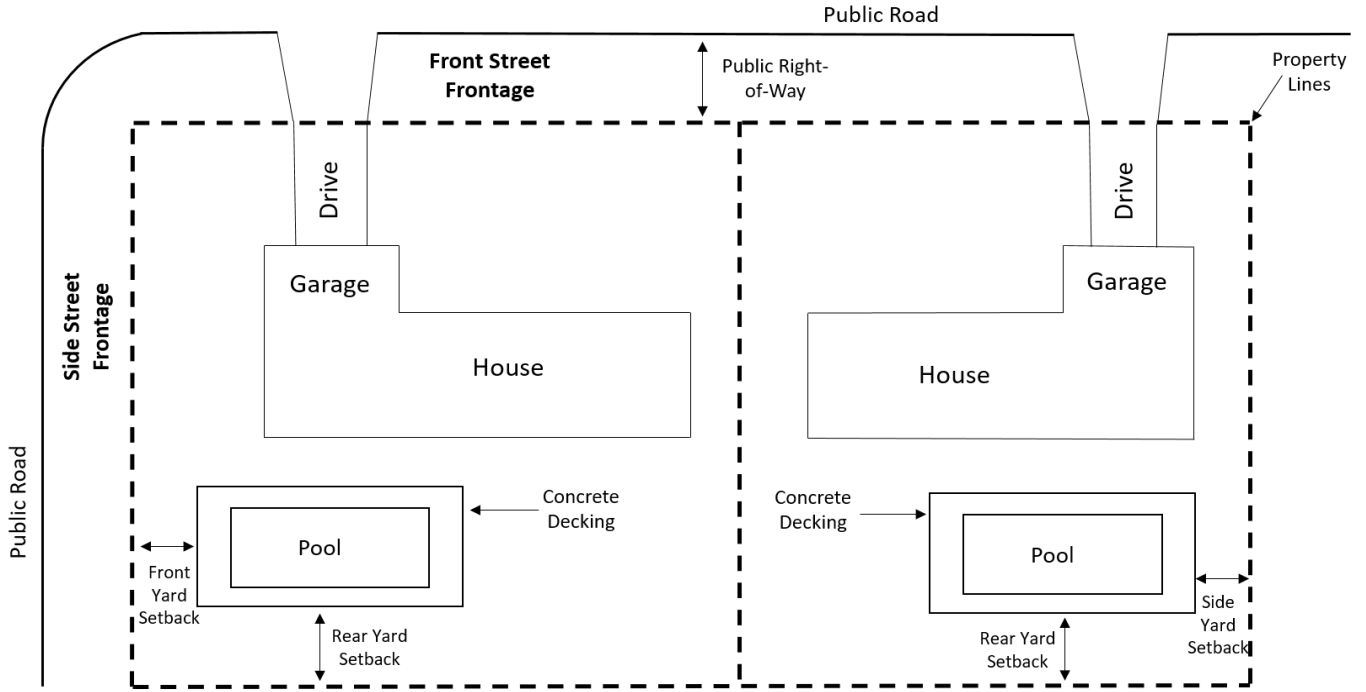 Public Road
Front Street
Frontage
Public Right-
of-Way
Property
Lines
Drive
Drive
Side Street
Frontage
Garage
Garage
House
House
Public Road
Concrete
Decking
Concrete
Decking
Pool
Pool
Front
Yard
Setback
Rear Yard
Setback
Side
Yard
Setback
Rear Yard
Setback